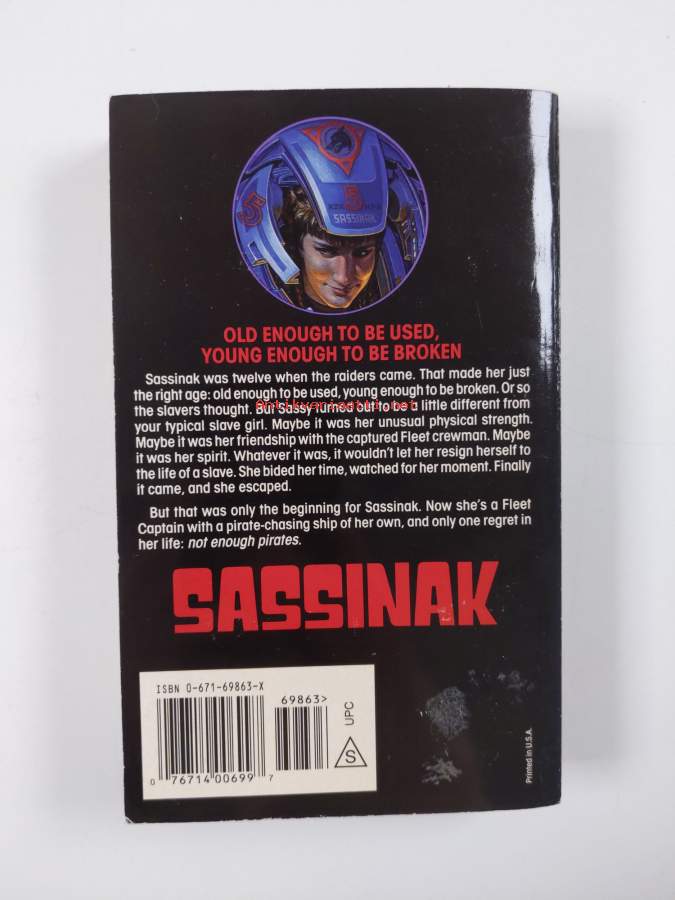 5
5
SASSINAK
OLD ENOUGH TO BE USED,
YOUNG ENOUGH TO BE BROKEN
Sassinak was twelve when the raiders came. That made her just
the right age: old enough to be used, young enough to be broken. Or so
the slavers thought. But Sassy turned out to be a little different from
your typical slave girl. Maybe it was her unusual physical strength.
Maybe it was her friendship with the captured Fleet crewman. Maybe
it was her spirit. Whatever it was, it wouldn't let her resign herself to
the life of a slave. She bided her time, watched for her moment. Finally
it came, and she escaped.
But that was only the beginning for Sassinak. Now she's a Fleet
Captain with a pirate-chasing ship of her own, and only one regret in
her life: not enough pirates.
SASSINAK
ISBN 0-671-69863-X
69863>
UPC
S
0 76714 00699 7
Printed in U.S.A.